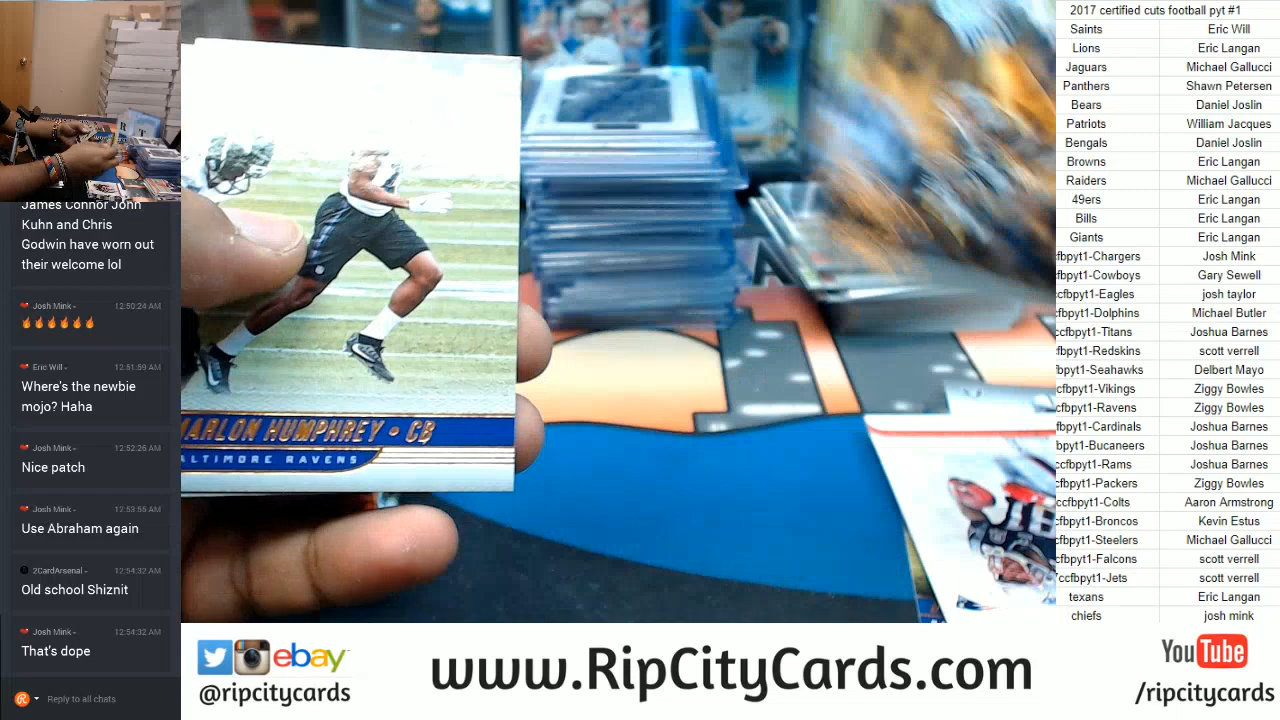 James Connor John
Kuhn and Chris
Godwin have worn out
their welcome lol
Josh Mink - 12:50:24 AM
Eric Will - 12:51:59 AM
Where's the newbie
mojo? Haha
Josh Mink - 12:52:26 AM
Nice patch
Josh Mink - 12:53:55 AM
Use Abraham again
2CardArsenal - 12:54:32 AM
Old school Shiznit
Josh Mink - 12:54:32 AM
That's dope
Reply to all chats
MARLON HUMPHREY • CB
ALTIMORE RAVENS
2017 certified cuts football pyt #1
Saints Eric Will
Lions Eric Langan
Jaguars Michael Gallucci
Panthers Shawn Petersen
Bears Daniel Joslin
Patriots William Jacques
Bengals Daniel Joslin
Browns Eric Langan
Raiders Michael Gallucci
49ers Eric Langan
Bills Eric Langan
Giants Eric Langan
cfbpyt1-Chargers Josh Mink
cfbpyt1-Cowboys Gary Sewell
ccfbpyt1-Eagles josh taylor
cfbpyt1-Dolphins Michael Butler
ccfbpyt1-Titans Joshua Barnes
cfbpyt1-Redskins scott verrell
fbpyt1-Seahawks Delbert Mayo
cfbpyt1-Vikings Ziggy Bowles
cfbpyt1-Ravens Ziggy Bowles
cfbpyt1-Cardinals Joshua Barnes
fbpyt1-Bucaneers Joshua Barnes
ccfbpyt1-Rams Joshua Barnes
cfbpyt1-Packers Ziggy Bowles
ccfbpyt1-Colts Aaron Armstrong
cfbpyt1-Broncos Kevin Estus
cfbpyt1-Steelers Michael Gallucci
cfbpyt1-Falcons scott verrell
ccfbpyt1-Jets scott verrell
texans Eric Langan
chiefs josh mink
ebay
@ripcitycards
www.RipCityCards.com
YouTube
/ripcitycards